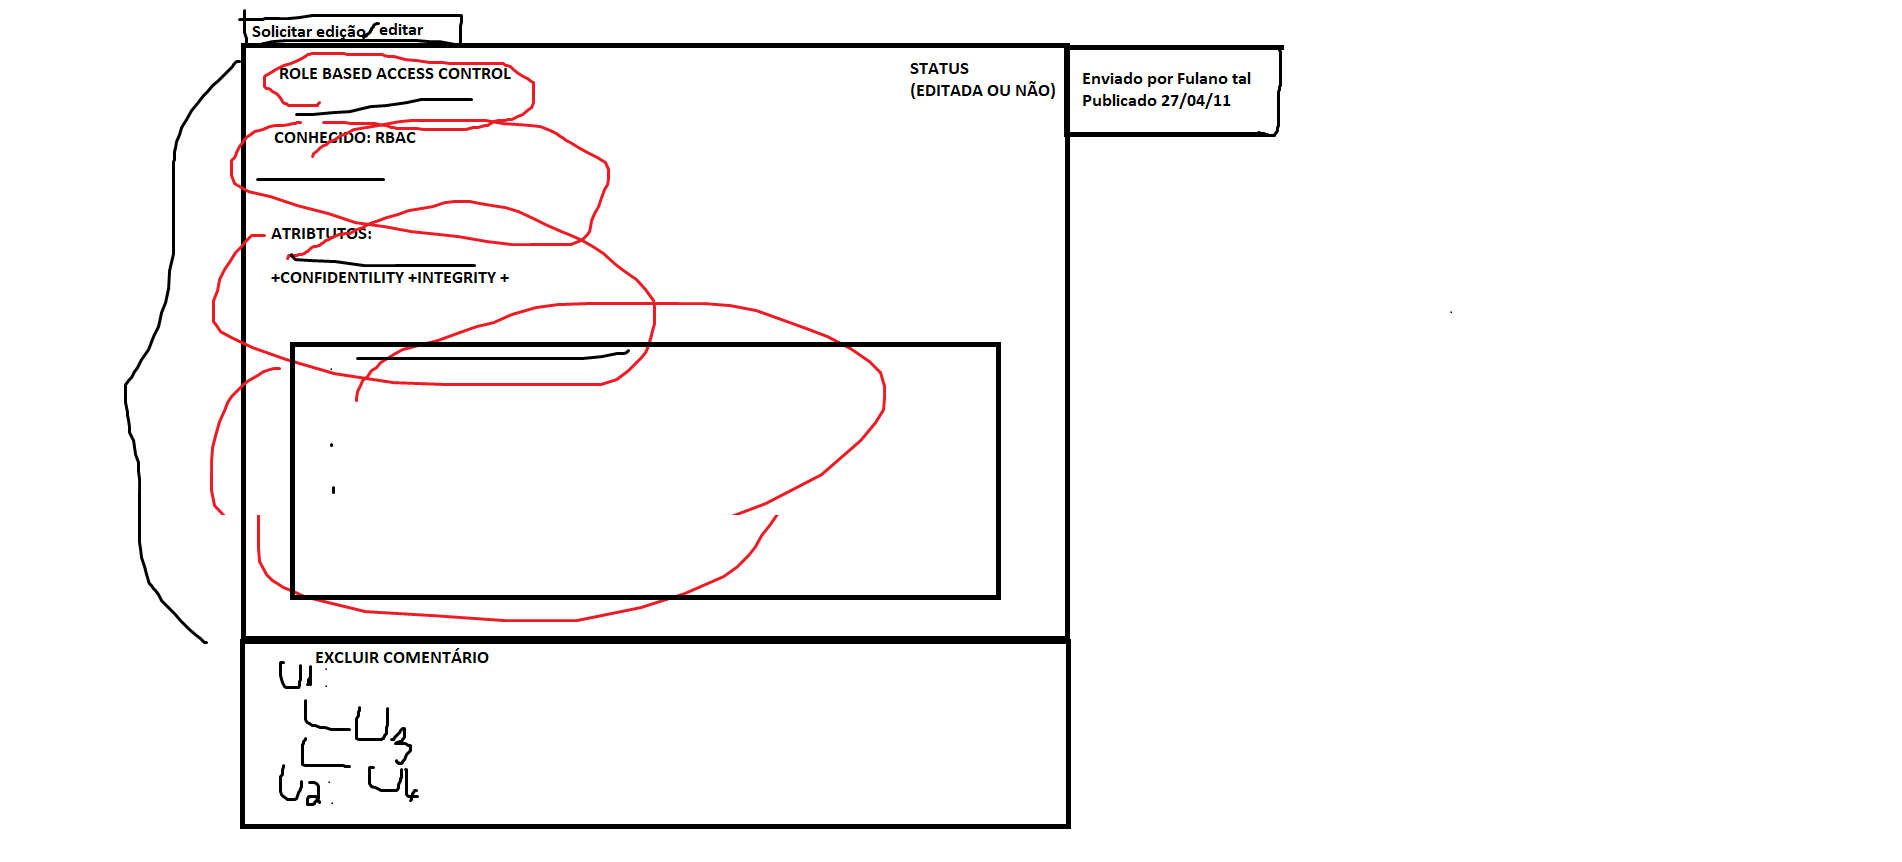 Solicitar edição/editar
ROLE BASED ACCESS CONTROL
STATUS
(EDITADA OU NÃO)
Enviado por Fulano tal
Publicado 27/04/11
CONHECIDO: RBAC
ATRIBTUTOS:
+CONFIDENTILITY +INTEGRITY +
EXCLUIR COMENTÁRIO
U1:
U3
U4
U2: